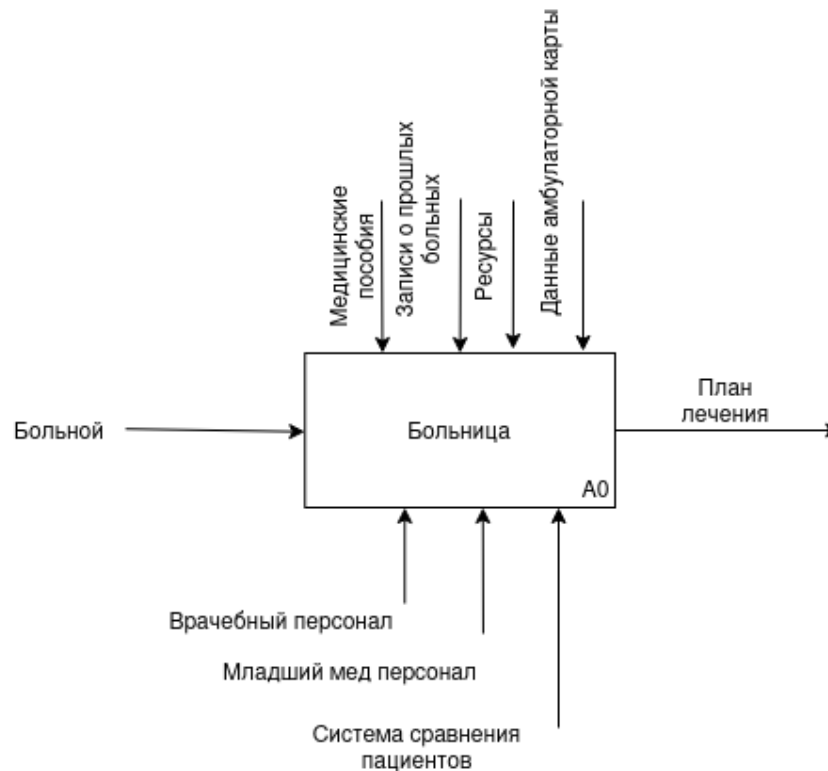 Медицинские
пособия
Записи о прошлых
больных
Ресурсы
Данные амбулаторной карты
Больной
Больница
A0
План
лечения
Врачебный персонал
Младший мед персонал
Система сравнения
пациентов